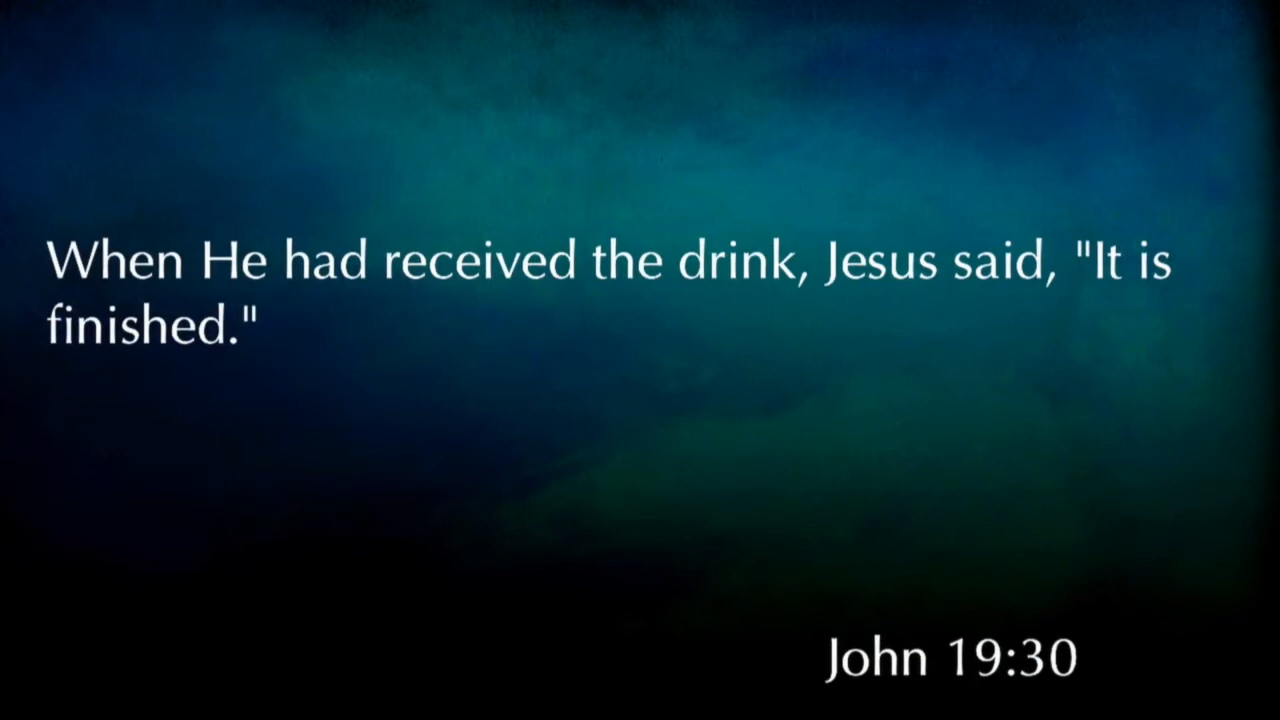 When He had received the drink, Jesus said, "It is
finished."
John 19:30